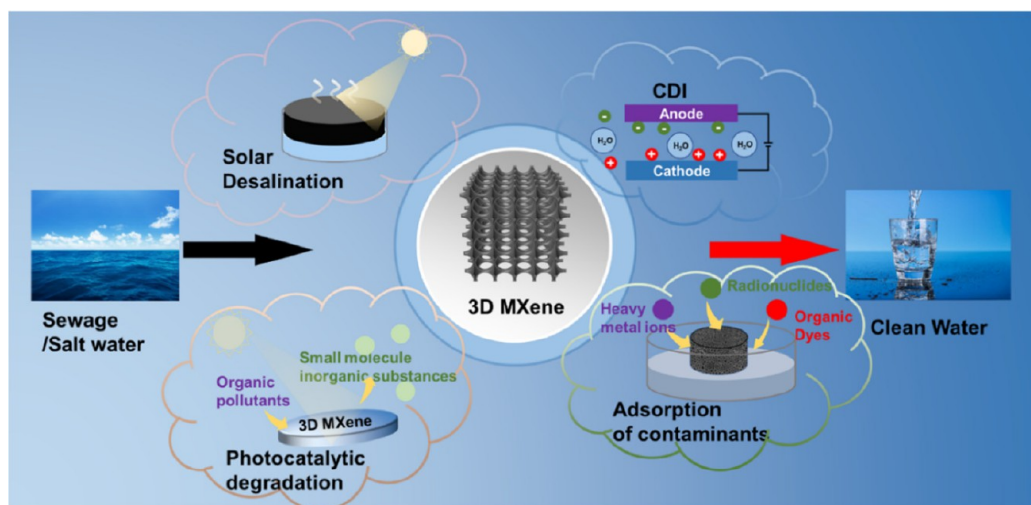 Solar
Desalination
CDI
Anode
H₂O
H₂O
H₂O
Cathode
Sewage
/Salt water
3D MXene
Clean Water
Organic
pollutants
Small molecule
inorganic substances
3D MXene
Photocatalytic
degradation
Heavy
metal ions
Radionuclides
Organic
Dyes
Adsorption
of contaminants